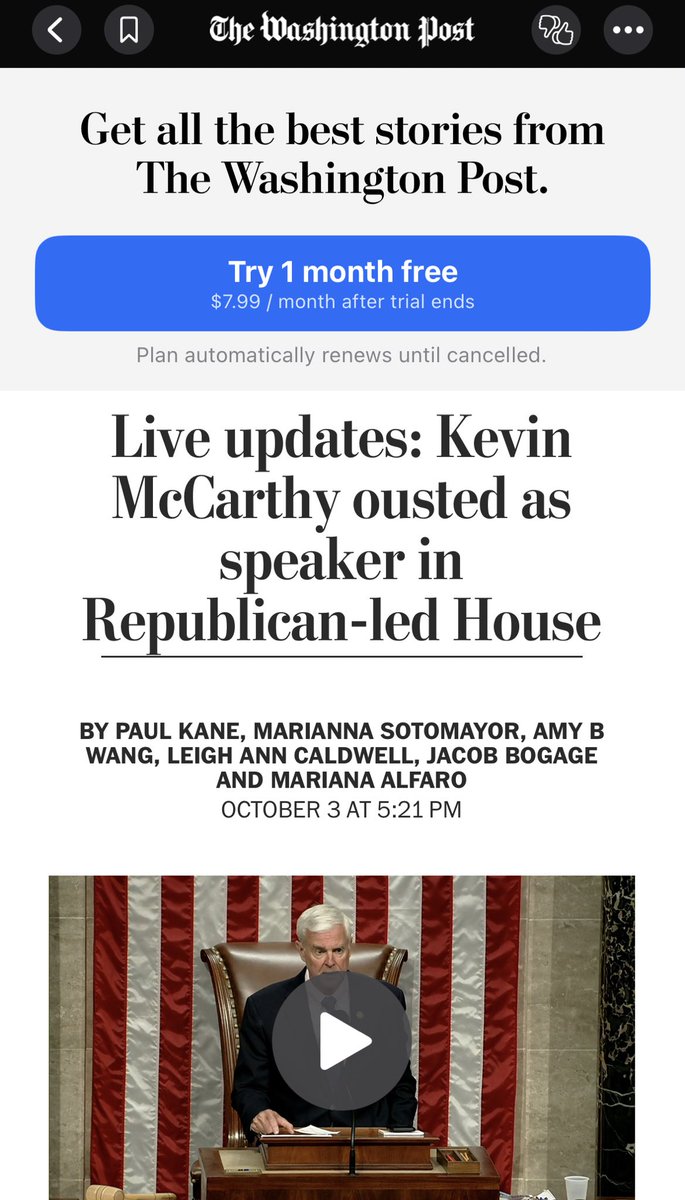 The Washington Post
Get all the best stories from
The Washington Post.
Try 1 month free
$7.99 / month after trial ends
Plan automatically renews until cancelled.
Live updates: Kevin
McCarthy ousted as
speaker in
Republican-led House
BY PAUL KANE, MARIANNA SOTOMAYOR, AMY B
WANG, LEIGH ANN CALDWELL, JACOB BOGAGE
AND MARIANA ALFARO
OCTOBER 3 AT 5:21 PM